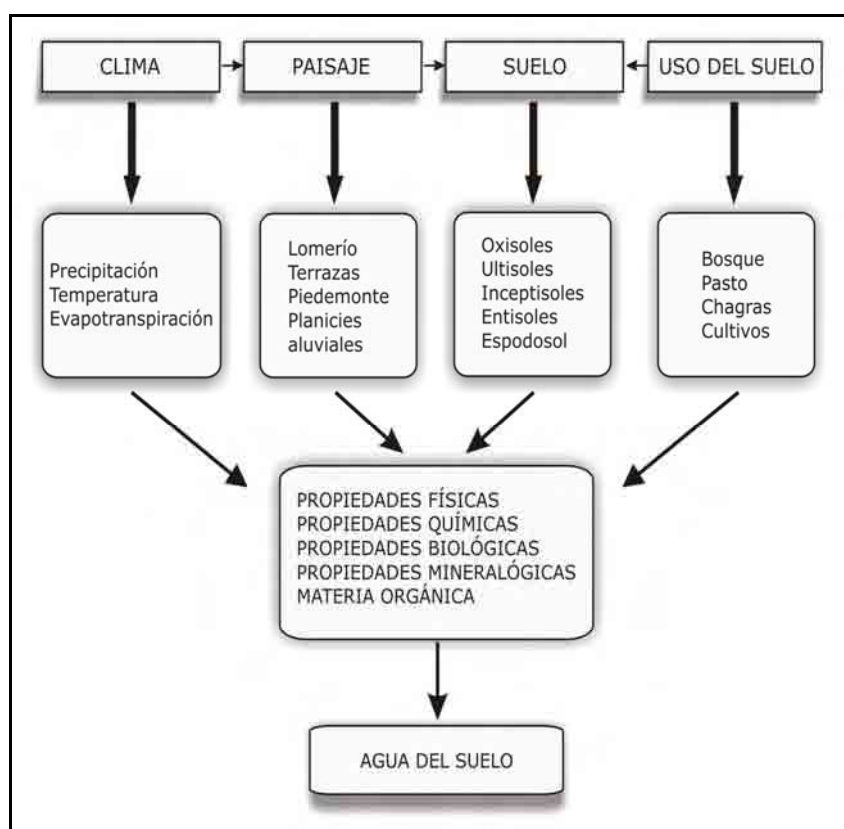 CLIMA
PAISAJE
SUELO
USO DEL SUELO
Precipitación
Temperatura
Evapotranspiración
Lomerío
Terrazas
Piedemonte
Planicies
aluviales
Oxisoles
Ultisoles
Inceptisoles
Entisoles
Espodosol
Bosque
Pasto
Chagras
Cultivos
PROPIEDADES FÍSICAS
PROPIEDADES QUÍMICAS
PROPIEDADES BIOLÓGICAS
PROPIEDADES MINERALÓGICAS
MATERIA ORGÁNICA
AGUA DEL SUELO